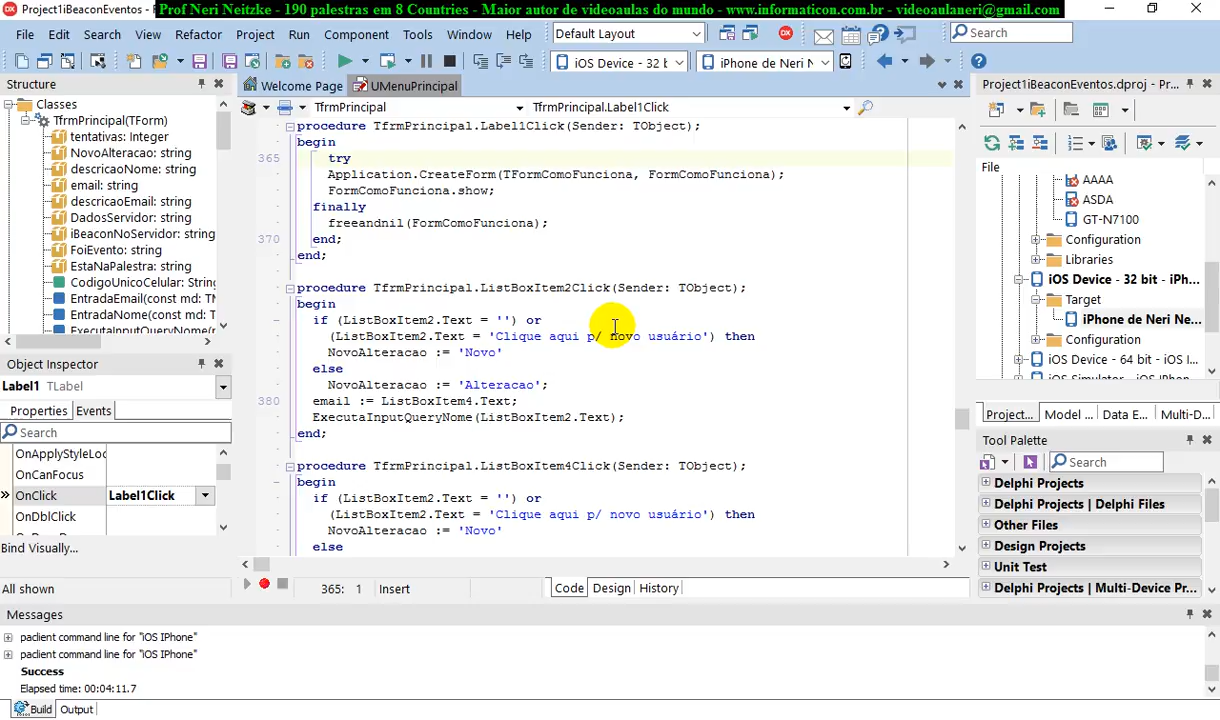 Project1iBeaconEventos -
Prof Neri Neitzke - 190 palestras em 8 Countries - Maior autor de videoaulas do mundo - www.informaticon.com.br - videoaulaneri@gmail.com
File Edit Search View Refactor Project Run Component Tools Window Help
Default Layout
Search
iOS Device - 32 b
iPhone de Neri N
Structure
Classes
TfrmPrincipal(TForm)
tentativas: Integer
NovoAlteracao: string
descricaoNome: string
email: string
descricaoEmail: string
DadosServidor: string
iBeaconNoServidor: string
FoiEvento: string
EstaNaPalestra: string
CodigoUnicoCelular: String
EntradaEmail(const md: TM
EntradaNome(const md: T
ExecutaInputQueryNome(
Object Inspector
Label1 TLabel
Properties Events
Search
OnApplyStyleLoo
OnCanFocus
OnClick Label1Click
OnDblClick
Bind Visually...
All shown
Welcome Page UMenuPrincipal
TfrmPrincipal TfrmPrincipal.Label1Click
procedure TfrmPrincipal.Label1Click(Sender: TObject);
begin
365 try
Application.CreateForm(TFormComoFunciona, FormComoFunciona);
FormComoFunciona.show;
finally
freeandnil(FormComoFunciona);
370 end;
end;
procedure TfrmPrincipal.ListBoxItem2Click(Sender: TObject);
begin
if (ListBoxItem2.Text = '') or
(ListBoxItem2.Text = 'Clique aqui p/ novo usuário') then
NovoAlteracao := 'Novo'
else
NovoAlteracao := 'Alteracao';
380 email := ListBoxItem4.Text;
ExecutaInputQueryNome(ListBoxItem2.Text);
end;
procedure TfrmPrincipal.ListBoxItem4Click(Sender: TObject);
begin
if (ListBoxItem2.Text = '') or
(ListBoxItem2.Text = 'Clique aqui p/ novo usuário') then
NovoAlteracao := 'Novo'
else
365: 1 Insert
Code Design History
Project1iBeaconEventos.dproj - Pr...
File
AAAA
ASDA
GT-N7100
Configuration
Libraries
iOS Device - 32 bit - iPh...
Target
iPhone de Neri Ne...
Configuration
iOS Device - 64 bit - iOS I...
Project... Model ... Data E... Multi-D...
Tool Palette
Search
Delphi Projects
Delphi Projects | Delphi Files
Other Files
Design Projects
Unit Test
Delphi Projects | Multi-Device Pr...
Messages
paclient command line for "iOS IPhone"
paclient command line for "iOS IPhone"
Success
Elapsed time: 00:04:11.7
Build Output